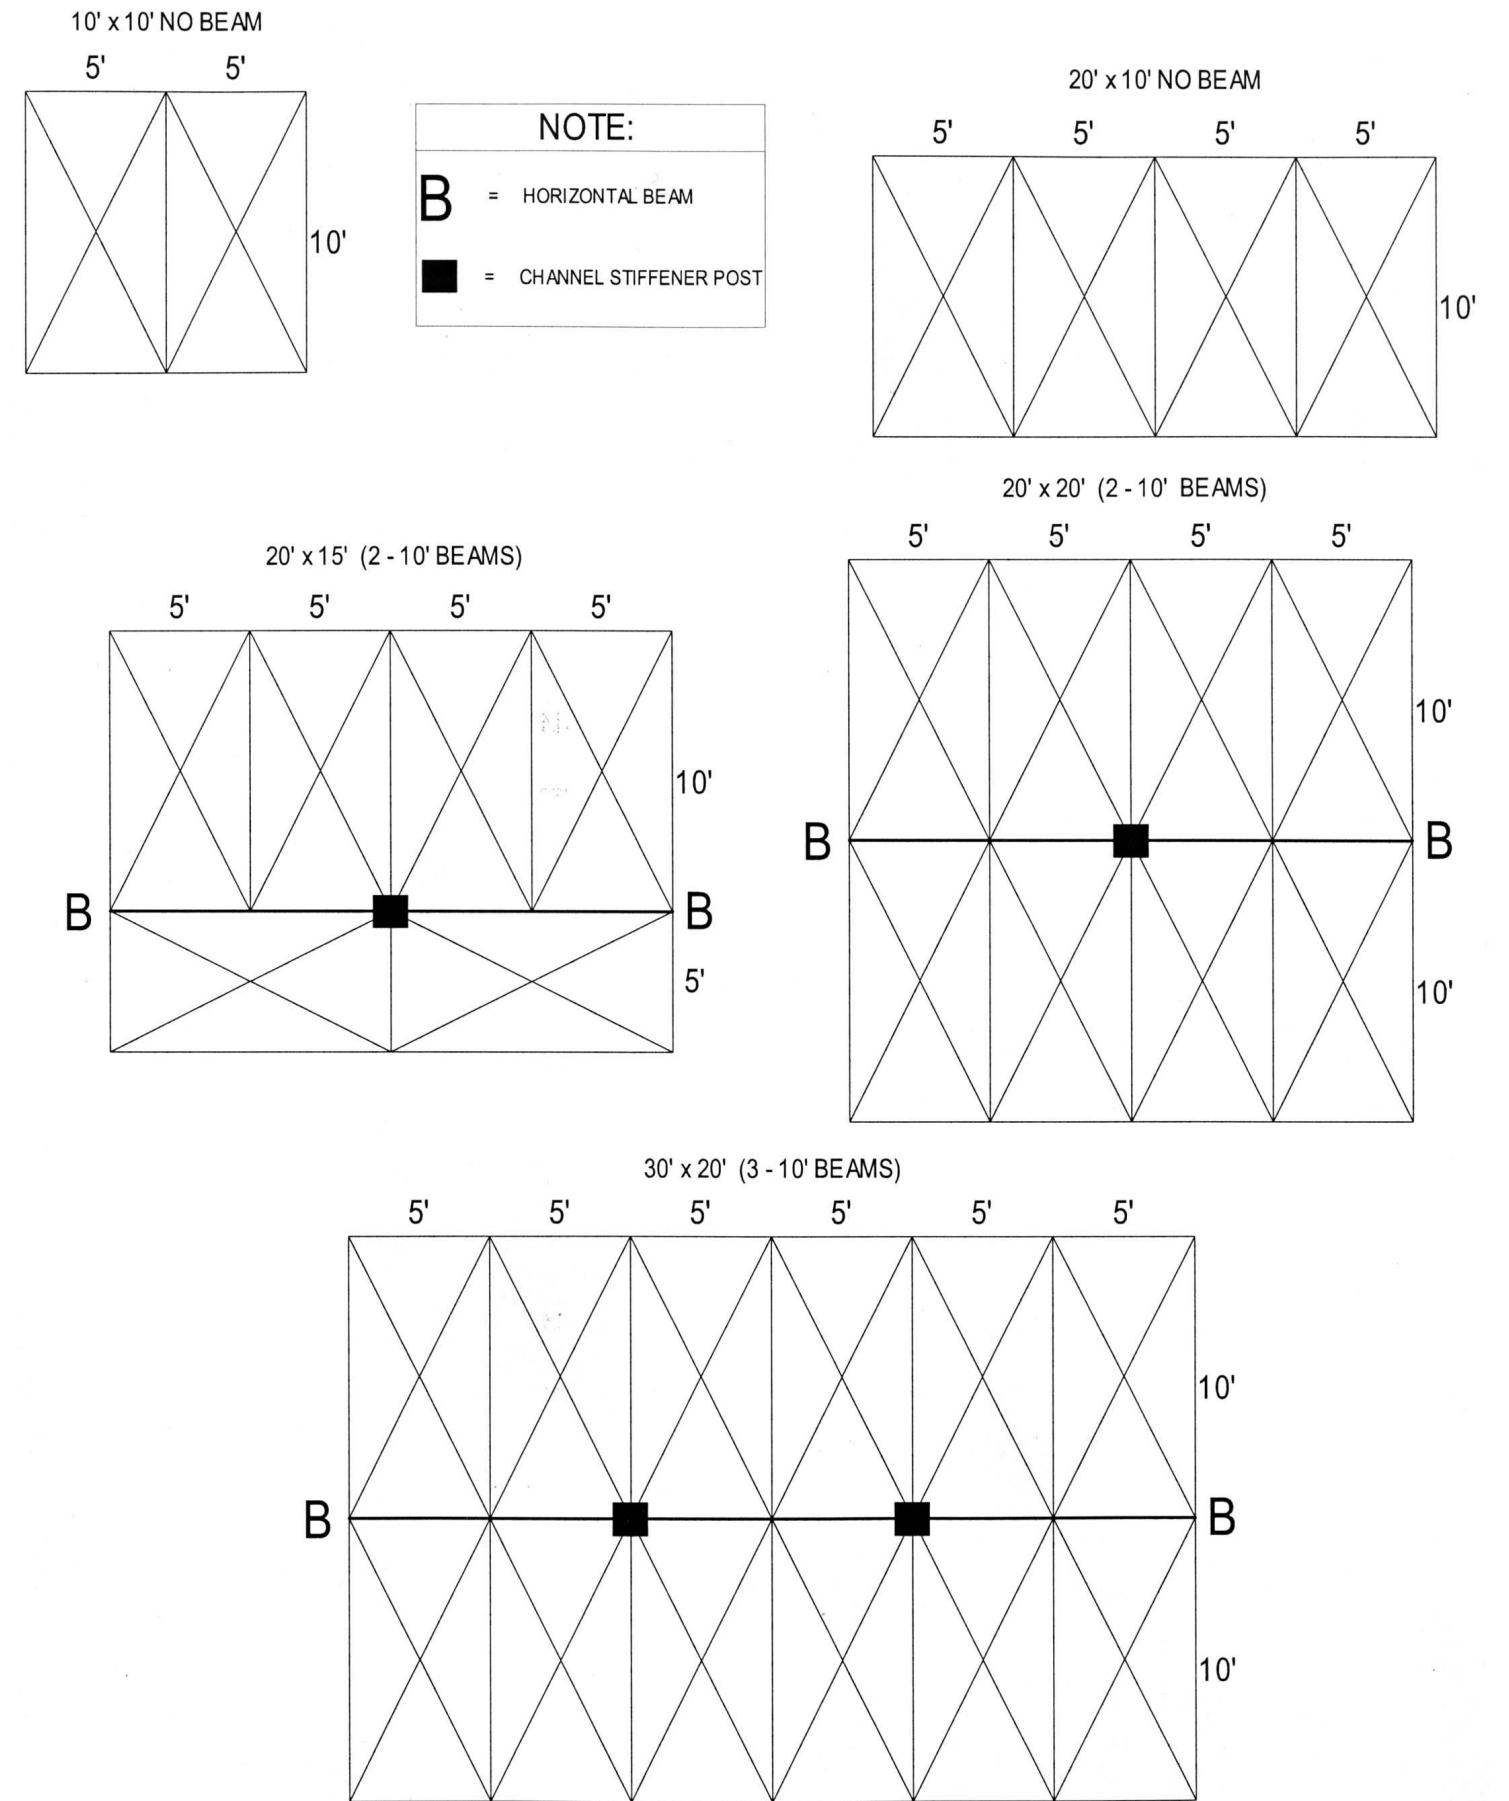 10' x 10' NO BEAM
5' 5'
10'
NOTE:
B = HORIZONTAL BEAM
= CHANNEL STIFFENER POST
20' x 10' NO BEAM
5' 5' 5' 5'
10'
20' x 15' (2 - 10' BEAMS)
5' 5' 5' 5'
10'
B B
5'
20' x 20' (2 - 10' BEAMS)
5' 5' 5' 5'
10'
B B
10'
30' x 20' (3 - 10' BEAMS)
5' 5' 5' 5' 5' 5'
10'
B B
10'